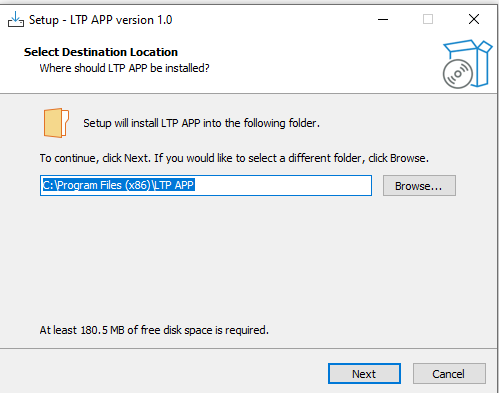 Setup - LTP APP version 1.0
Select Destination Location
Where should LTP APP be installed?
Setup will install LTP APP into the following folder.
To continue, click Next. If you would like to select a different folder, click Browse.
C:\Program Files (x86)\LTP APP
Browse...
At least 180.5 MB of free disk space is required.
Next
Cancel